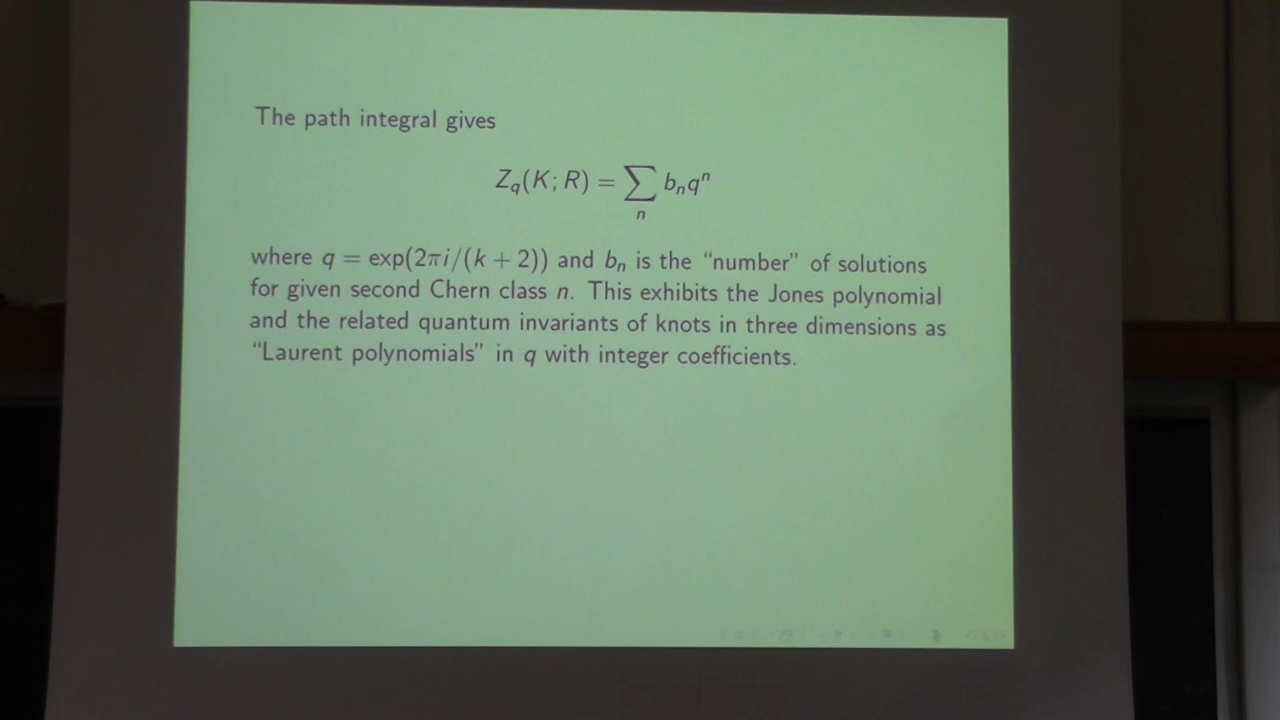 The path integral gives
Z_q(K; R) = ∑_n b_n q^n
where q = exp(2πi/(k + 2)) and b_n is the “number” of solutions
for given second Chern class n. This exhibits the Jones polynomial
and the related quantum invariants of knots in three dimensions as
“Laurent polynomials” in q with integer coefficients.